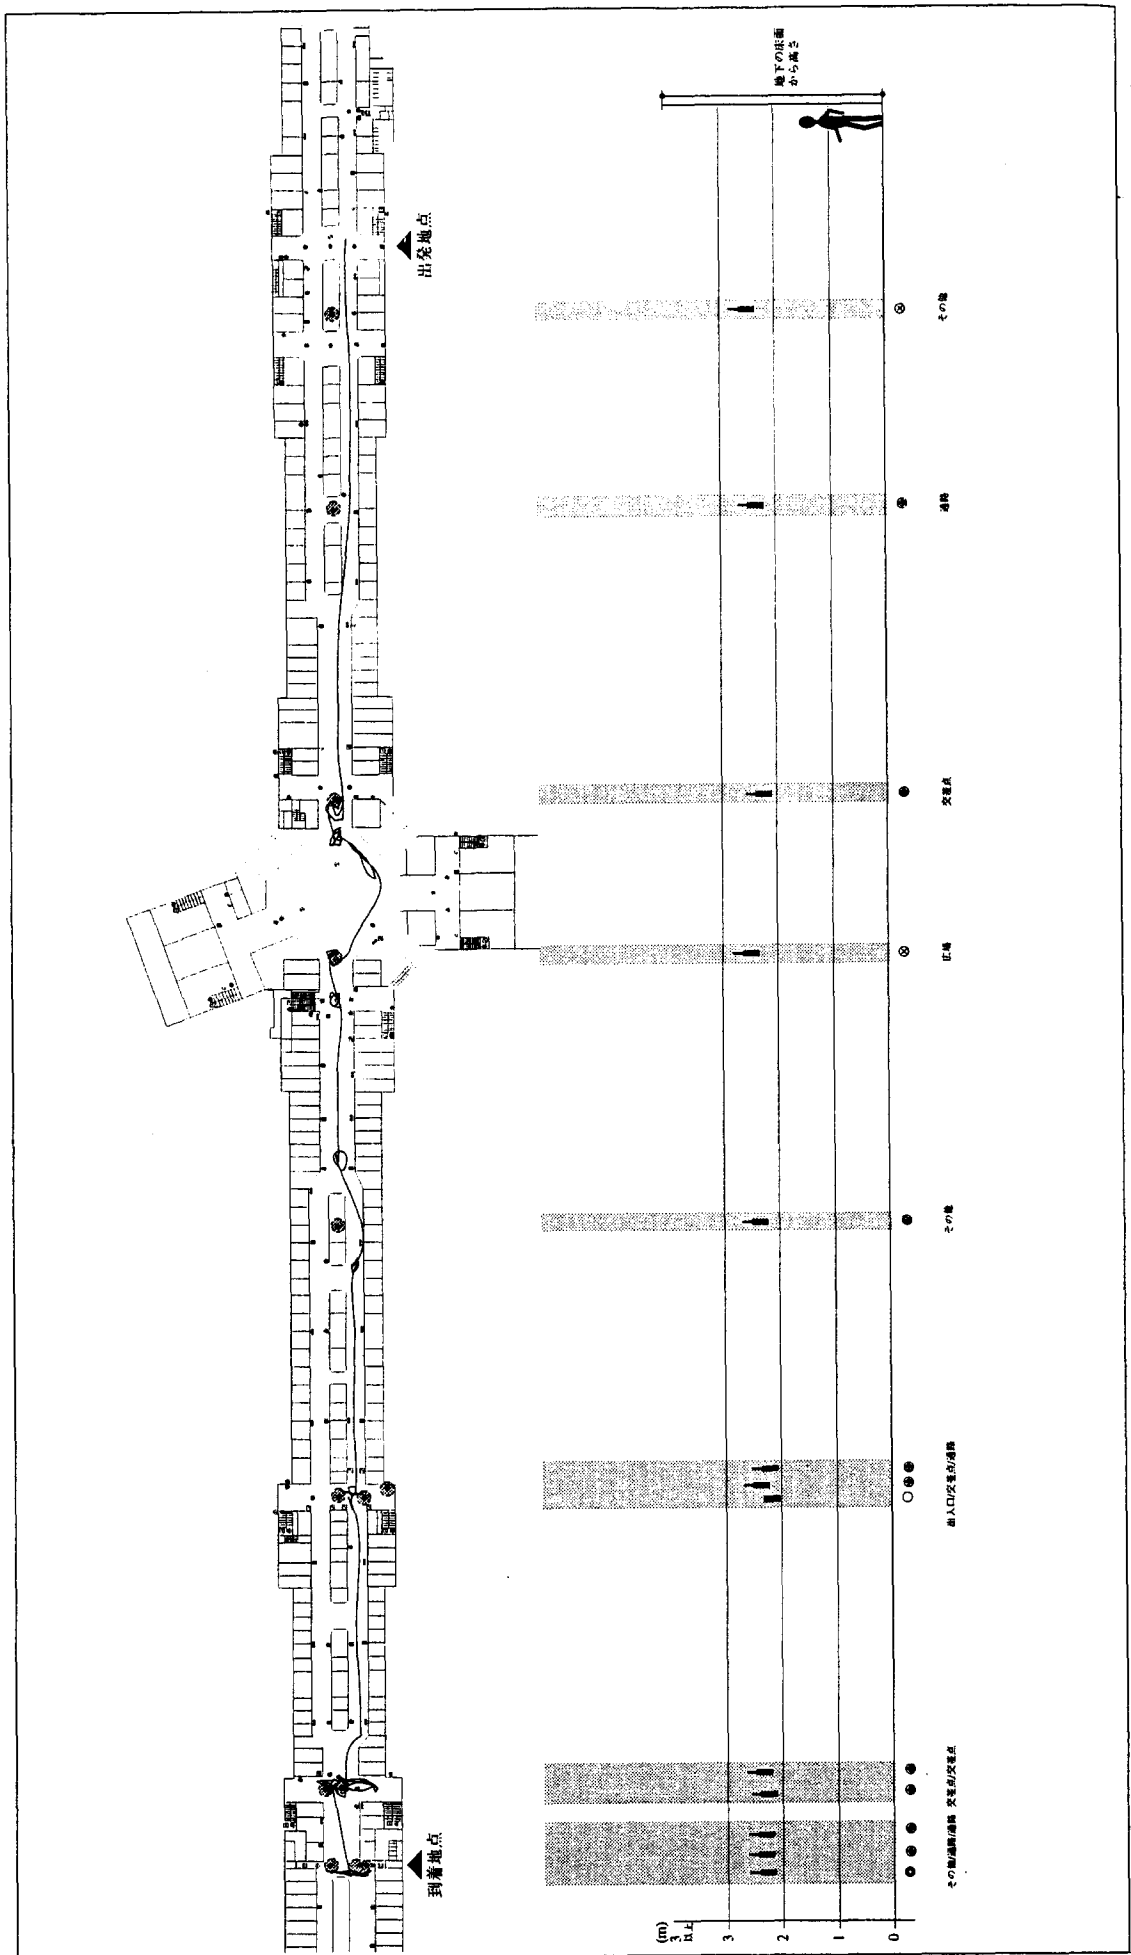 地下の床面
から高さ
出発地点
その他
通路
交差点
広場
その他
出入口/交差点/通路
交差点/交差点
その他/通路/通路
到着地点
(m)
3
以上
3
2
1
0